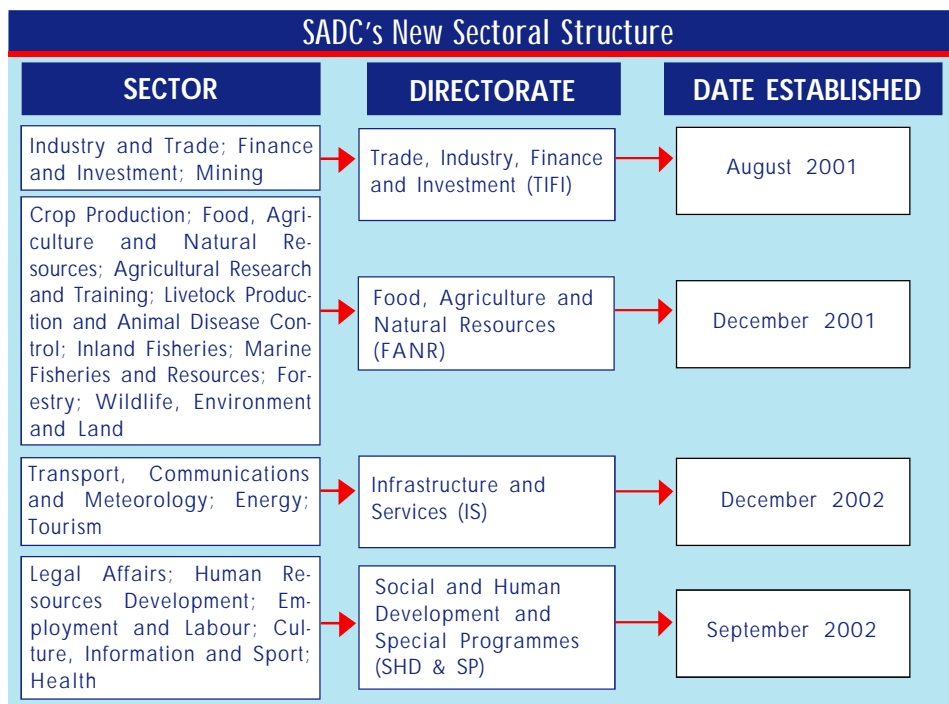 SADC's New Sectoral Structure
SECTOR
DIRECTORATE
DATE ESTABLISHED
Industry and Trade; Finance
and Investment; Mining
Trade, Industry, Finance
and Investment (TIFI)
August 2001
Crop Production; Food, Agri-
culture and Natural Re-
sources; Agricultural Research
and Training; Livetock Produc-
tion and Animal Disease Con-
trol; Inland Fisheries; Marine
Fisheries and Resources; For-
estry; Wildlife, Environment
and Land
Food, Agriculture and
Natural Resources
(FANR)
December 2001
Transport, Communications
and Meteorology; Energy;
Tourism
Infrastructure and
Services (IS)
December 2002
Legal Affairs; Human Re-
sources Development; Em-
ployment and Labour; Cul-
ture, Information and Sport;
Health
Social and Human
Development and
Special Programmes
(SHD & SP)
September 2002